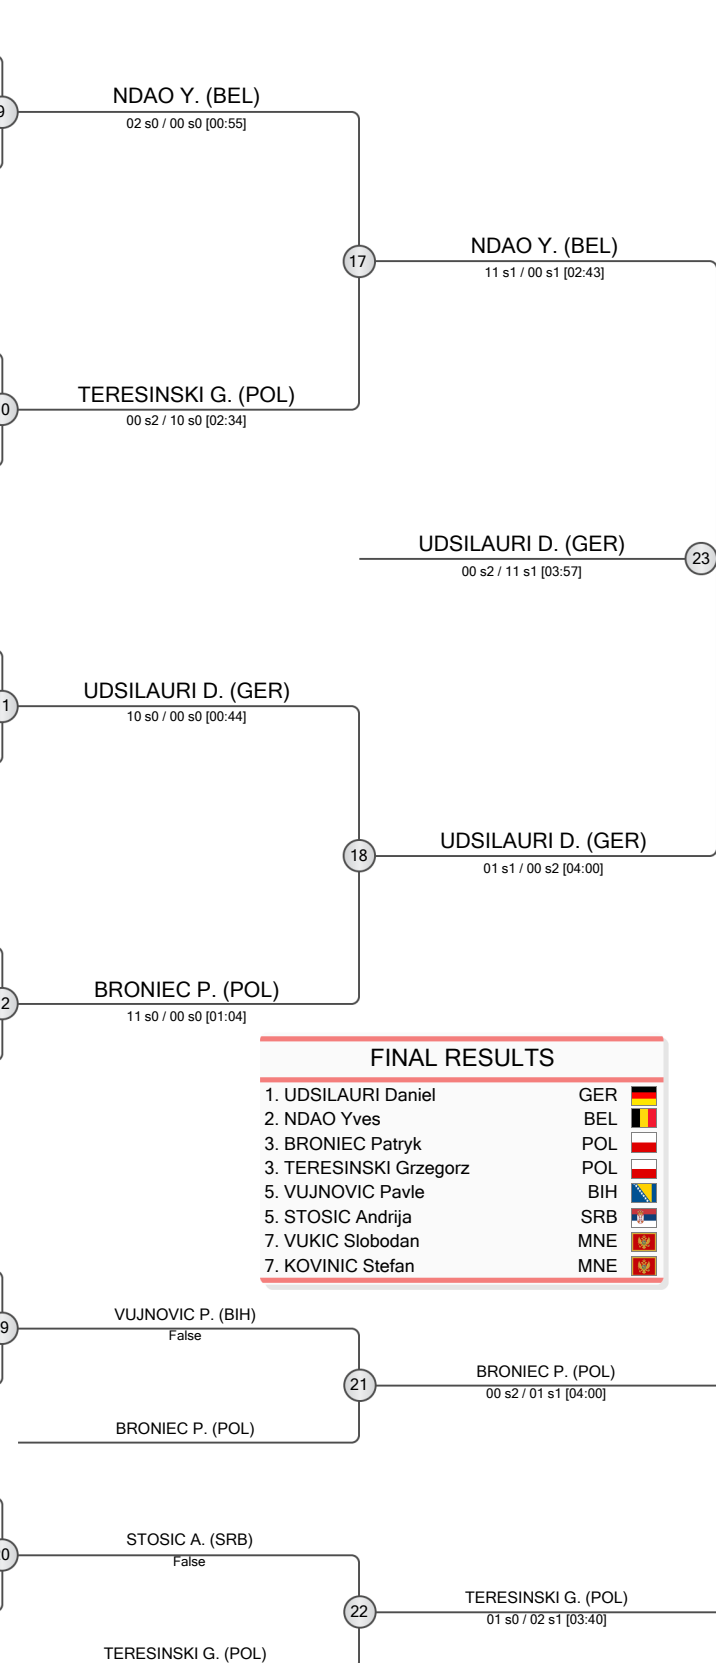 NDAO Y. (BEL)
9
02 s0 / 00 s0 [00:55]
NDAO Y. (BEL)
17
11 s1 / 00 s1 [02:43]
TERESINSKI G. (POL)
0
00 s2 / 10 s0 [02:34]
UDSILAURI D. (GER)
23
00 s2 / 11 s1 [03:57]
UDSILAURI D. (GER)
1
10 s0 / 00 s0 [00:44]
UDSILAURI D. (GER)
18
01 s1 / 00 s2 [04:00]
BRONIEC P. (POL)
2
11 s0 / 00 s0 [01:04]
FINAL RESULTS
1. UDSILAURI Daniel GER
2. NDAO Yves BEL
3. BRONIEC Patryk POL
3. TERESINSKI Grzegorz POL
5. VUJNOVIC Pavle BIH
5. STOSIC Andrija SRB
7. VUKIC Slobodan MNE
7. KOVINIC Stefan MNE
VUJNOVIC P. (BIH)
9
False
BRONIEC P. (POL)
21
00 s2 / 01 s1 [04:00]
BRONIEC P. (POL)
STOSIC A. (SRB)
20
False
TERESINSKI G. (POL)
22
01 s0 / 02 s1 [03:40]
TERESINSKI G. (POL)